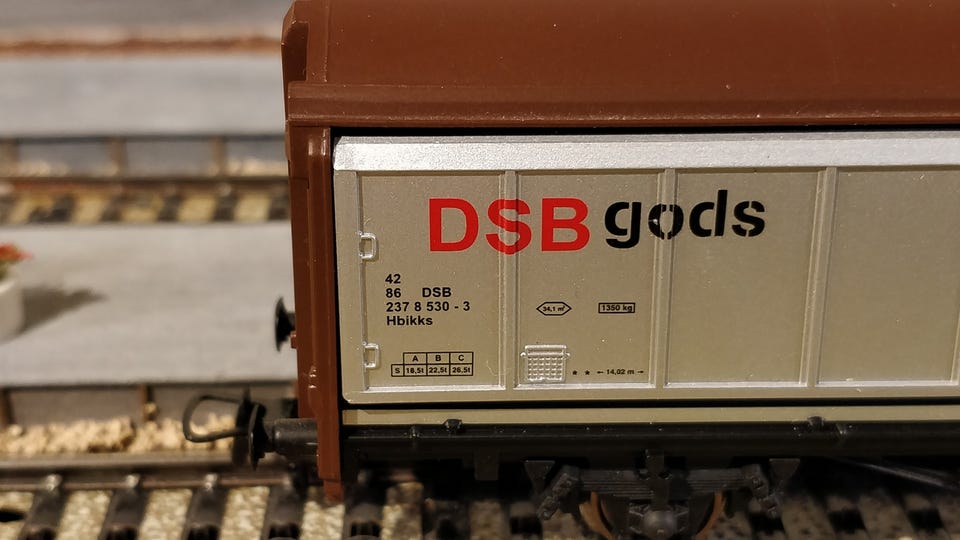 DSB gods
42
86 DSB
237 8 530 - 3
Hbikks
34,1 m² 1350 kg
A B C
S 18,5t 22,5t 26,5t
* * ← 14,02 m →